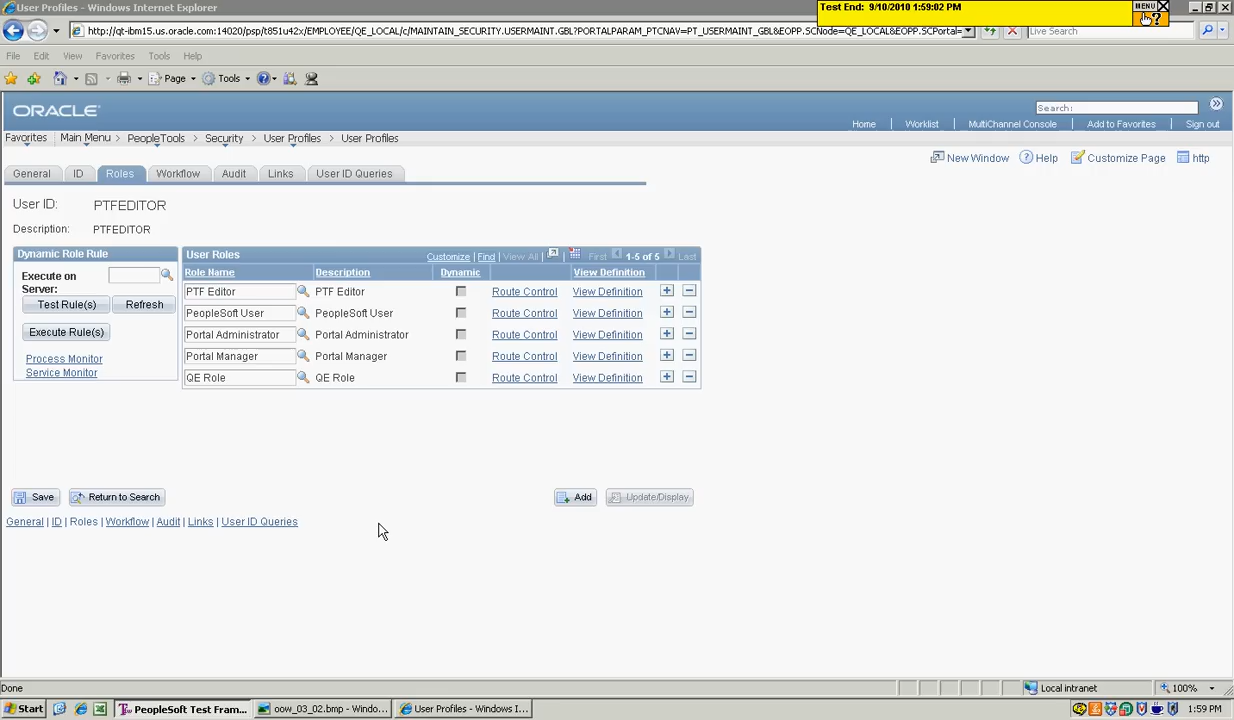 User Profiles - Windows Internet Explorer
Test End: 9/10/2010 1:59:02 PM
MENU
http://qt-ibm15.us.oracle.com:14020/psp/t851u42x/EMPLOYEE/QE_LOCAL/c/MAINTAIN_SECURITY.USERMAINT.GBL?PORTALPARAM_PTCNAV=PT_USERMAINT_GBL&EOPP.SCNode=QE_LOCAL&EOPP.SCPortal=
Live Search
File Edit View Favorites Tools Help
Page Tools
ORACLE
Search:
Home Worklist MultiChannel Console Add to Favorites Sign out
Favorites Main Menu > PeopleTools > Security > User Profiles > User Profiles
New Window Help Customize Page http
General ID Roles Workflow Audit Links User ID Queries
User ID: PTFEDITOR
Description: PTFEDITOR
Dynamic Role Rule
Execute on Server:
Test Rule(s) Refresh
Execute Rule(s)
Process Monitor
Service Monitor
User Roles Customize | Find | View All | First 1-5 of 5 Last
Role Name Description Dynamic View Definition
PTF Editor PTF Editor Route Control View Definition
PeopleSoft User PeopleSoft User Route Control View Definition
Portal Administrator Portal Administrator Route Control View Definition
Portal Manager Portal Manager Route Control View Definition
QE Role QE Role Route Control View Definition
Save Return to Search Add Update/Display
General | ID | Roles | Workflow | Audit | Links | User ID Queries
Done Local intranet 100%
Start PeopleSoft Test Fram... oow_03_02.bmp - Windo... User Profiles - Windows I... 1:59 PM